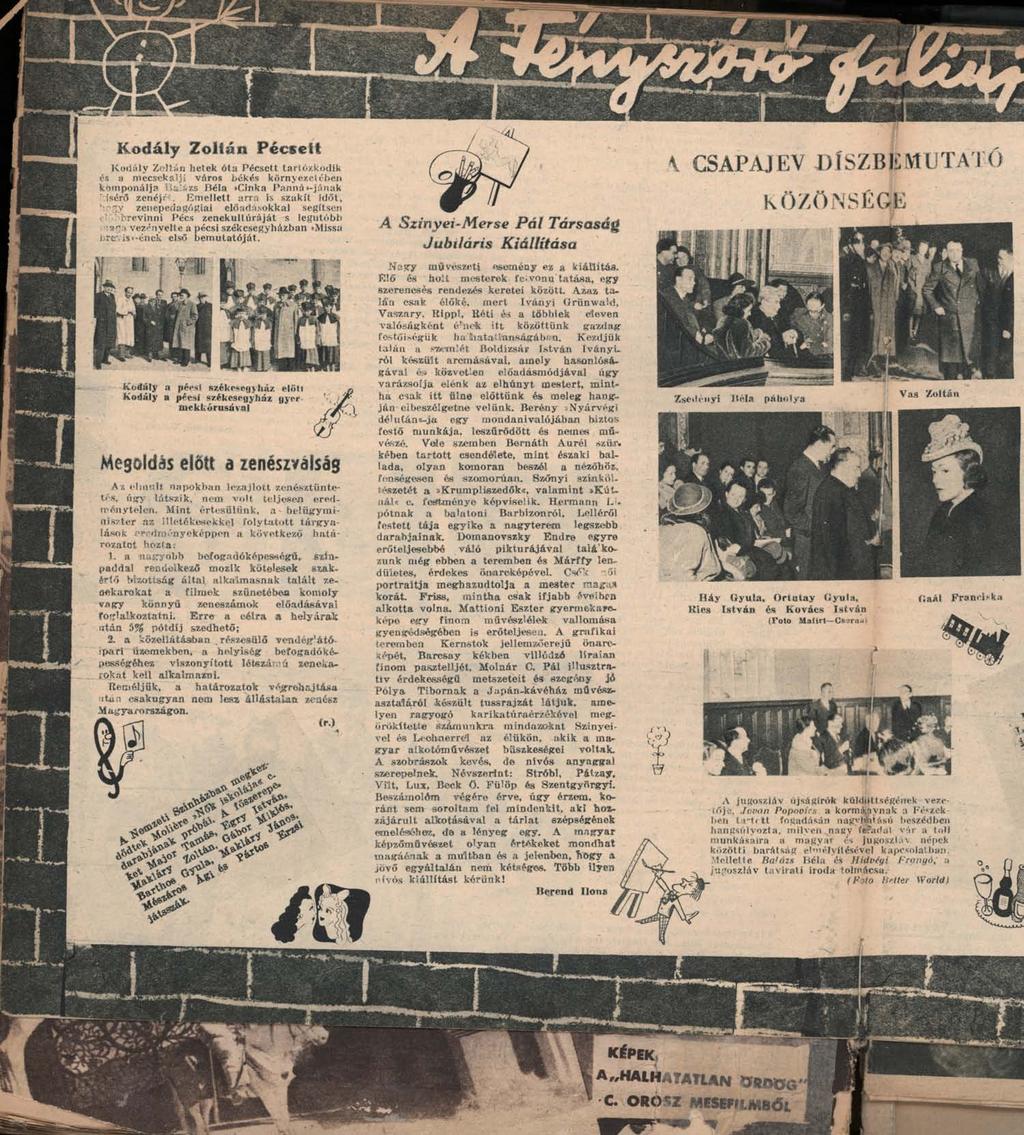 A Fényszóró faliúj
Kodály Zoltán Pécsett
Kodály Zoltán hetek óta Pécsett tartózkodik
és a mecsekalji város békés környezetében
komponálja Balázs Béla »Cinka Panná«-jának
kísérő zenéjét. Emellett arra is szakít időt,
hogy zenepedagógiai előadásokkal segítsen
előbbrevinni Pécs zenekultúráját s legutóbb
maga vezényelte a pécsi székesegyházban »Missa
brevis«-ének első bemutatóját.
Kodály a pécsi székesegyház előtt
Kodály a pécsi székesegyház gyer-
mekkórusával
Megoldás előtt a zenészválság
Az elmult napokban lezajlott zenésztünte-
tés, úgy látszik, nem volt teljesen ered-
ménytelen. Mint értesülünk, a belügymi-
niszter az illetékesekkel folytatott tárgya-
lások eredményeképpen a következő hatá-
rozatot hozta:
1. a nagyobb befogadóképességű, szín-
paddal rendelkező mozik kötelesek szak-
értő bizottság által alkalmasnak talált ze-
nekarokat a filmek szünetében komoly
vagy könnyű zeneszámok előadásával
foglalkoztatni. Erre a célra a helyárak
után 5% pótdíj szedhető;
2. a közellátásban részesülő vendéglátó-
ipari üzemekben, a helyiség befogadóké-
pességéhez viszonyított létszámú zeneka-
rokat kell alkalmazni.
Reméljük, a határozatok végrehajtása
után csakugyan nem lesz állástalan zenész
Magyarországon.
(r.)
A Nemzeti Színházban megkez-
dődtek Molière »Nők iskolája« c.
darabjának próbái. A főszerepe-
ket Major Tamás, Egry István,
Makláry Zoltán, Gábor Miklós,
Barthos Gyula, Makláry János,
Mészáros Ági és Pártos Erzsi
játsszák.
A Szinyei-Merse Pál Társaság
Jubiláris Kiállítása
Nagy művészeti esemény ez a kiállítás.
Élő és holt mesterek felvonultatása, egy
szerencsés rendezés keretei között. Azaz ta-
lán csak élőké, mert Iványi Grünwald,
Vaszary, Rippl, Réti és a többiek eleven
valóságként élnek itt közöttünk gazdag
festőiségük halhatatlanságában. Kezdjük
talán a szemlét Boldizsár István Iványi-
ról készült arcmásával, amely hasonlósá-
gával és közvetlen előadásmódjával úgy
varázsolja elénk az elhúnyt mestert, mint-
ha csak itt ülne előttünk és meleg hang-
ján elbeszélgetne velünk. Berény »Nyárvégi
délután«-ja egy mondanivalójában biztos
festő munkája, leszűrődött és nemes mű-
vészé. Vele szemben Bernáth Aurél szür-
kében tartott csendélete, mint északi bal-
lada, olyan komoran beszél a nézőhöz,
fenségesen és szomorúan. Szőnyi színköl-
tészetét a »Krumpliszedők«, valamint »Kút-
nál« c. festménye képviselik. Hermann Li-
pótnak a balatoni Barbizonról, Lelléről
festett tája egyike a nagyterem legszebb
darabjainak. Domanovszky Endre egyre
erőteljesebbé váló pikturájával talá'ko-
zunk még ebben a teremben és Márffy len-
dületes, érdekes önarcképével. Csók női
portraitja meghazudtolja a mester magas
korát. Friss, mintha csak ifjabb éveiben
alkotta volna. Mattioni Eszter gyermekarc-
képe egy finom művészlélek vallomása
gyengédségében is erőteljesen. A grafikai
teremben Kernstok jellemzőerejű önarc-
képét, Barcsay kékben villódzó líraian
finom pasztelljét, Molnár C. Pál illusztra-
tív érdekességű metszeteit és szegény jó
Pólya Tibornak a Japán-kávéház művész-
asztaláról készült tussrajzát látjuk, ame-
lyen ragyogó karikatúraérzékével meg-
örökítette számunkra mindazokat Szinyei-
vel és Lechnerrel az élükön, akik a ma-
gyar alkotóművészet büszkeségei voltak.
A szobrászok kevés, de nívós anyaggal
szerepelnek. Névszerint: Stróbl, Pátzay,
Vilt, Lux, Beck Ö. Fülöp és Szentgyörgyi.
Beszámolóm végére érve, úgy érzem, ko-
ránt sem soroltam fel mindenkit, aki hoz-
zájárult alkotásával a tárlat szépségének
emeléséhez, de a lényeg egy. A magyar
képzőművészet olyan értékeket mondhat
magáénak a multban és a jelenben, hogy a
jövő egyáltalán nem kétséges. Több ilyen
nívós kiállítást kérünk!
Berend Ilona
A CSAPAJEV DÍSZBEMUTATÓ
KÖZÖNSÉGE
Zsedényi Béla páholya
Vas Zoltán
Háy Gyula, Ortutay Gyula,
Ries István és Kovács István
(Foto Mafirt—Cserna)
Gaál Franciska
A jugoszláv újságírók küldöttségének veze-
tője, Jovan Popovics a kormánynak a Fészek-
ben tartott fogadásán nagyhatású beszédben
hangsúlyozta, milyen nagy feladat vár a toll
munkásaira a magyar és jugoszláv népek
közötti barátság elmélyítésével kapcsolatban.
Mellette Balázs Béla és Hidvégi Frangó, a
jugoszláv távirati iroda tolmácsa.
(Foto Better World)
KÉPEK
A „HALHATATLAN ÖRDÖG"
C. OROSZ MESEFILMBŐL